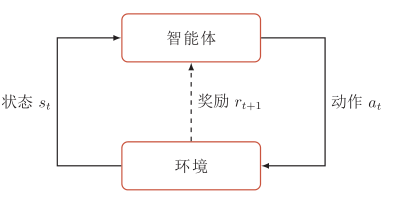 智能体
状态 s_t
奖励 r_{t+1}
动作 a_t
环境